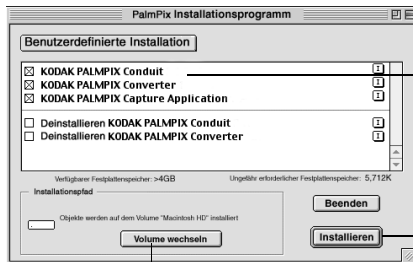 PalmPix Installationsprogramm
Benutzerdefinierte Installation
KODAK PALMPIX Conduit
KODAK PALMPIX Converter
KODAK PALMPIX Capture Application
Deinstallieren KODAK PALMPIX Conduit
Deinstallieren KODAK PALMPIX Converter
Verfügbarer Festplattenspeicher: >4GB Ungefähr erforderlicher Festplattenspeicher: 5,712K
Installationspfad
Objekte werden auf dem Volume "Macintosh HD" installiert
Volume wechseln
Beenden
Installieren